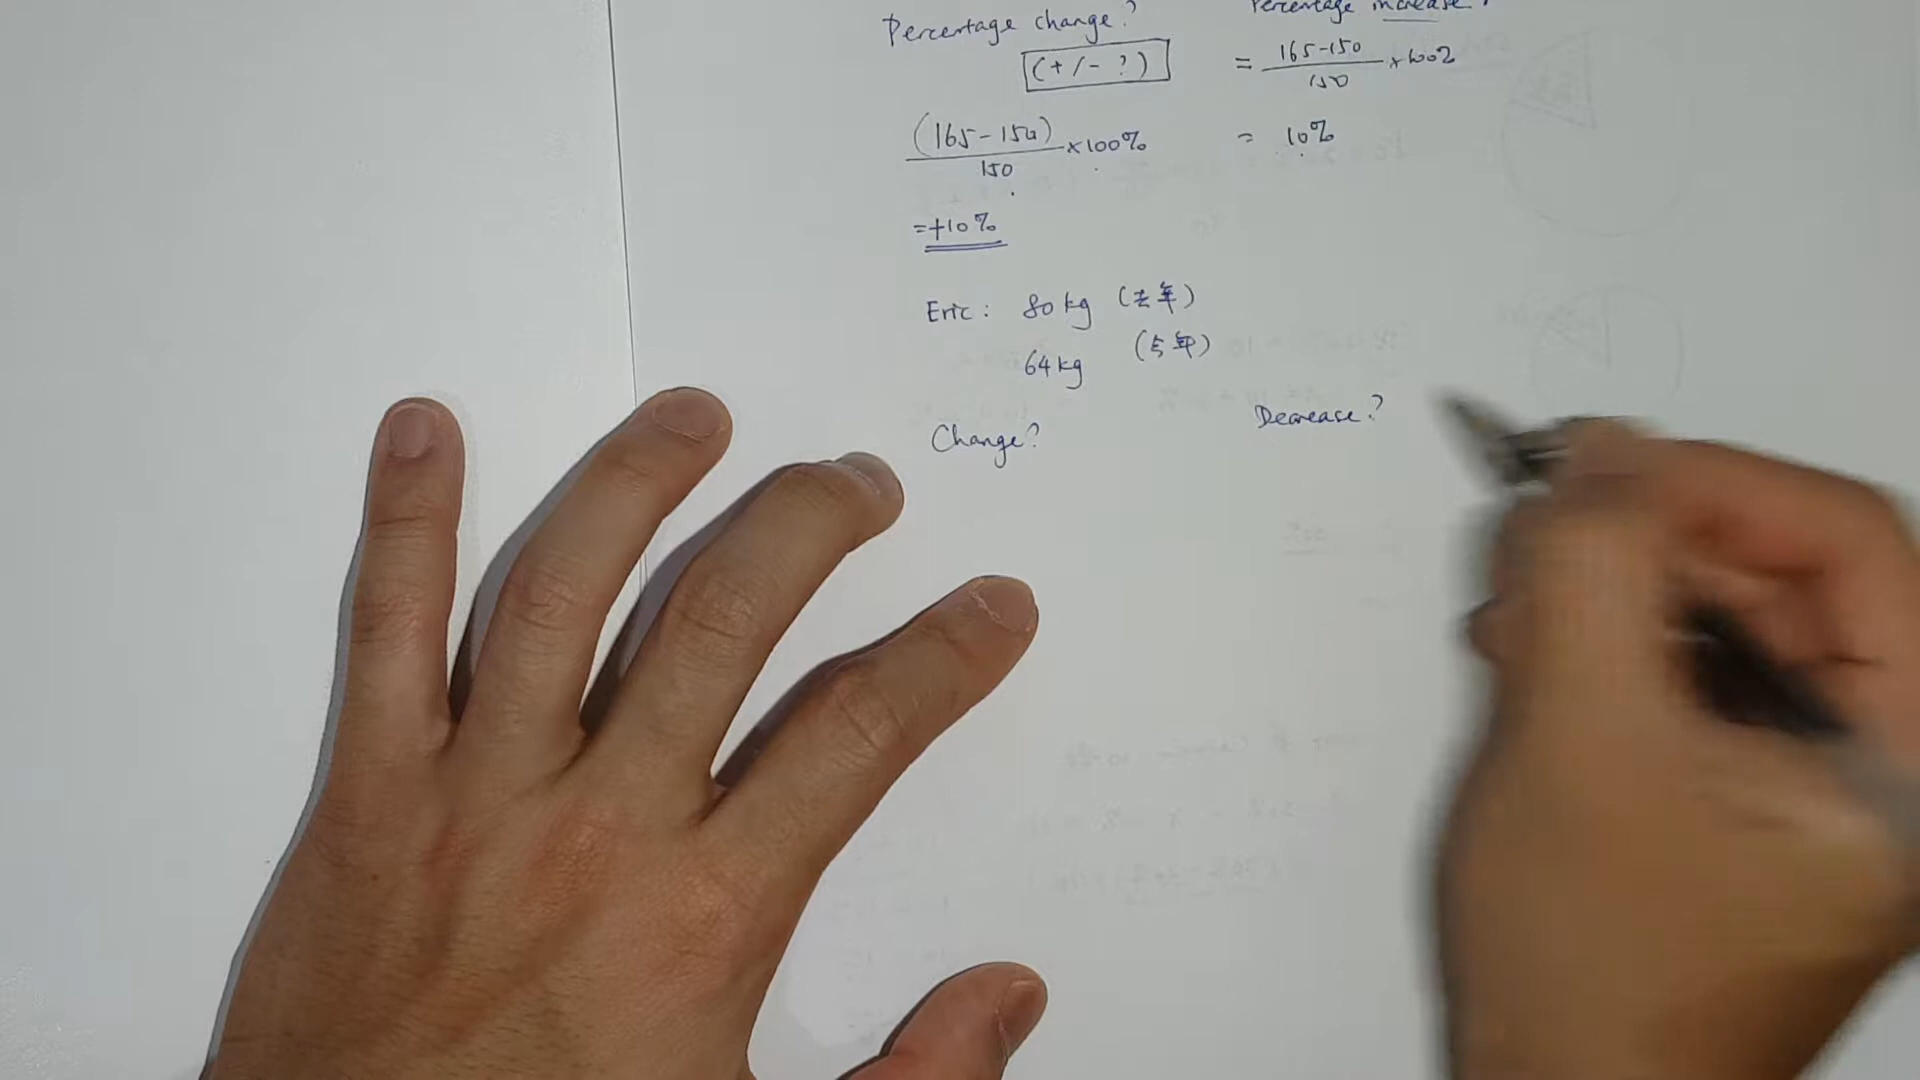 Percentage change?
(+/- ?)
(165-150)/150 ×100%
=+10%
Percentage increase?
= 165-150/150 ×100%
= 10%
Eric: 80kg (去年)
64kg (今年)
Change?
Decrease?